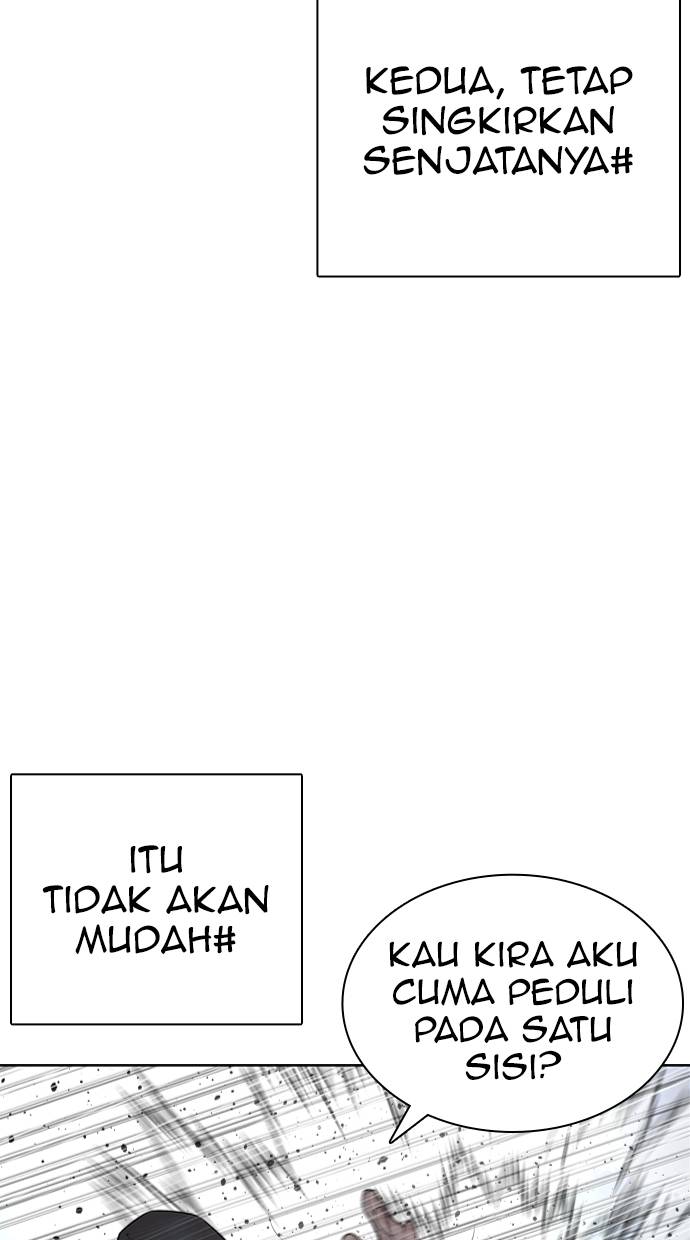 KEDUA, TETAP
SINGKIRKAN
SENJATANYA#
ITU
TIDAK AKAN
MUDAH#
KAU KIRA AKU
CUMA PEDULI
PADA SATU
SISI?